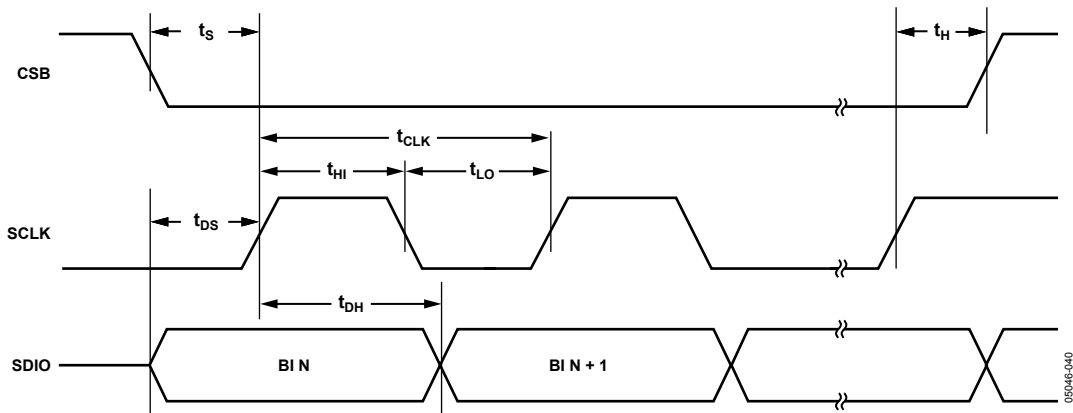 tS
tH
CSB
tCLK
tHI
tLO
tDS
SCLK
tDH
SDIO
BI N
BI N + 1
05046-040